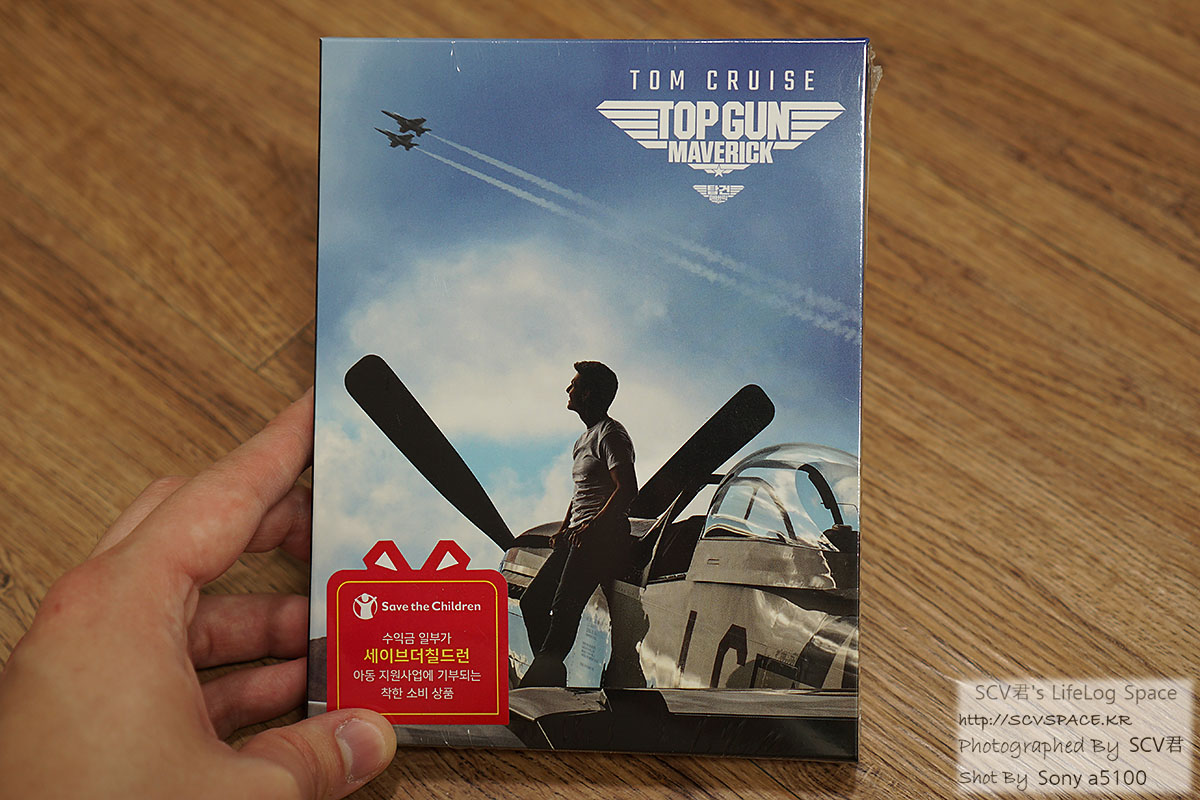 TOM CRUISE
TOP GUN
MAVERICK
탑건
Save the Children
수익금 일부가
세이브더칠드런
아동 지원사업에 기부되는
착한 소비 상품
SCV君's LifeLog Space
http://SCVSPACE.KR
Photographed By SCV君
Shot By Sony a5100